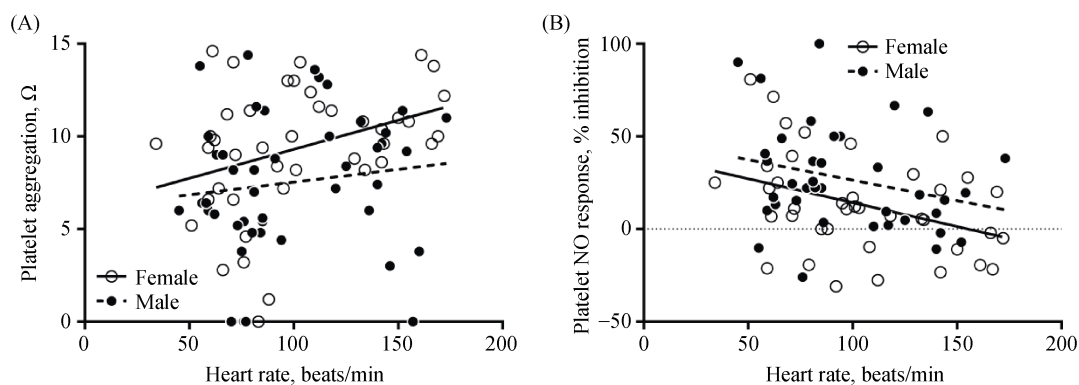 (A)
15
10
5
0
Platelet aggregation, Ω
Female
Male
0
50
100
150
200
Heart rate, beats/min
(B)
100
50
0
−50
Platelet NO response, % inhibition
Female
Male
0
50
100
150
200
Heart rate, beats/min